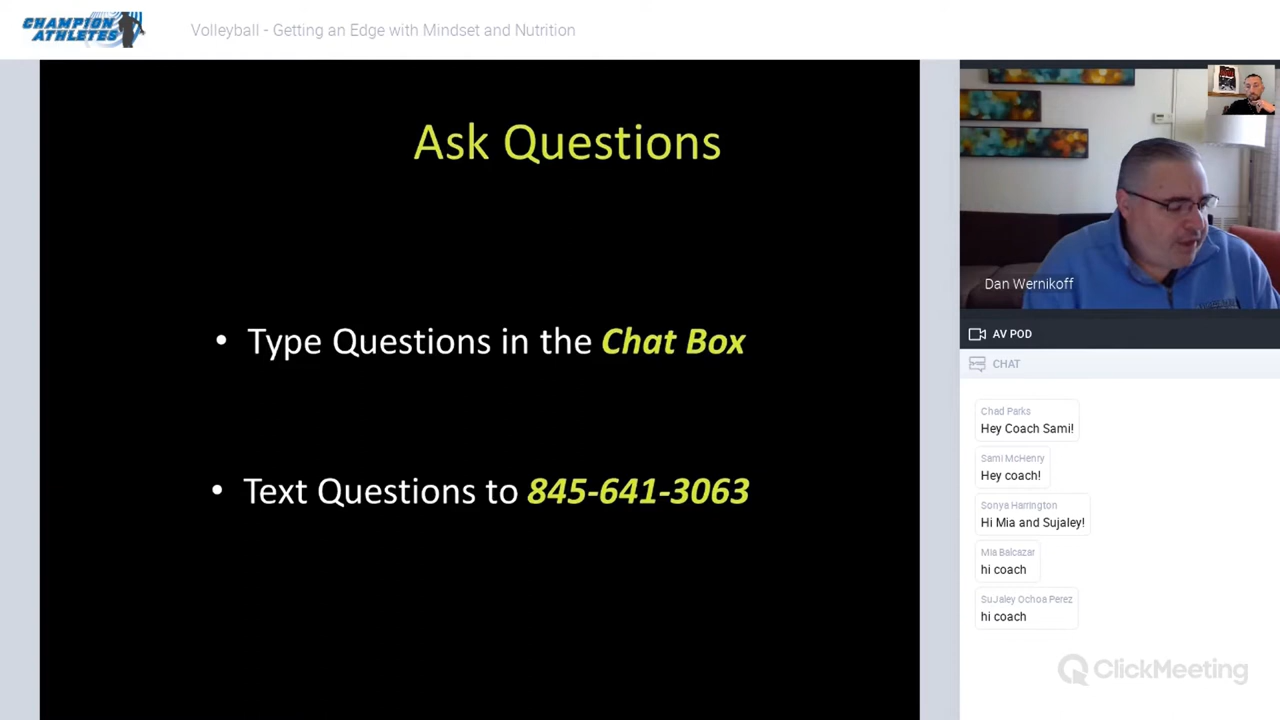 CHAMPION
ATHLETES
Volleyball - Getting an Edge with Mindset and Nutrition
Ask Questions
• Type Questions in the Chat Box
• Text Questions to 845-641-3063
Dan Wernikoff
AV POD
CHAT
Chad Parks
Hey Coach Sami!
Sami McHenry
Hey coach!
Sonya Harrington
Hi Mia and Sujaley!
Mia Balcazar
hi coach
SuJaley Ochoa Perez
hi coach
ClickMeeting